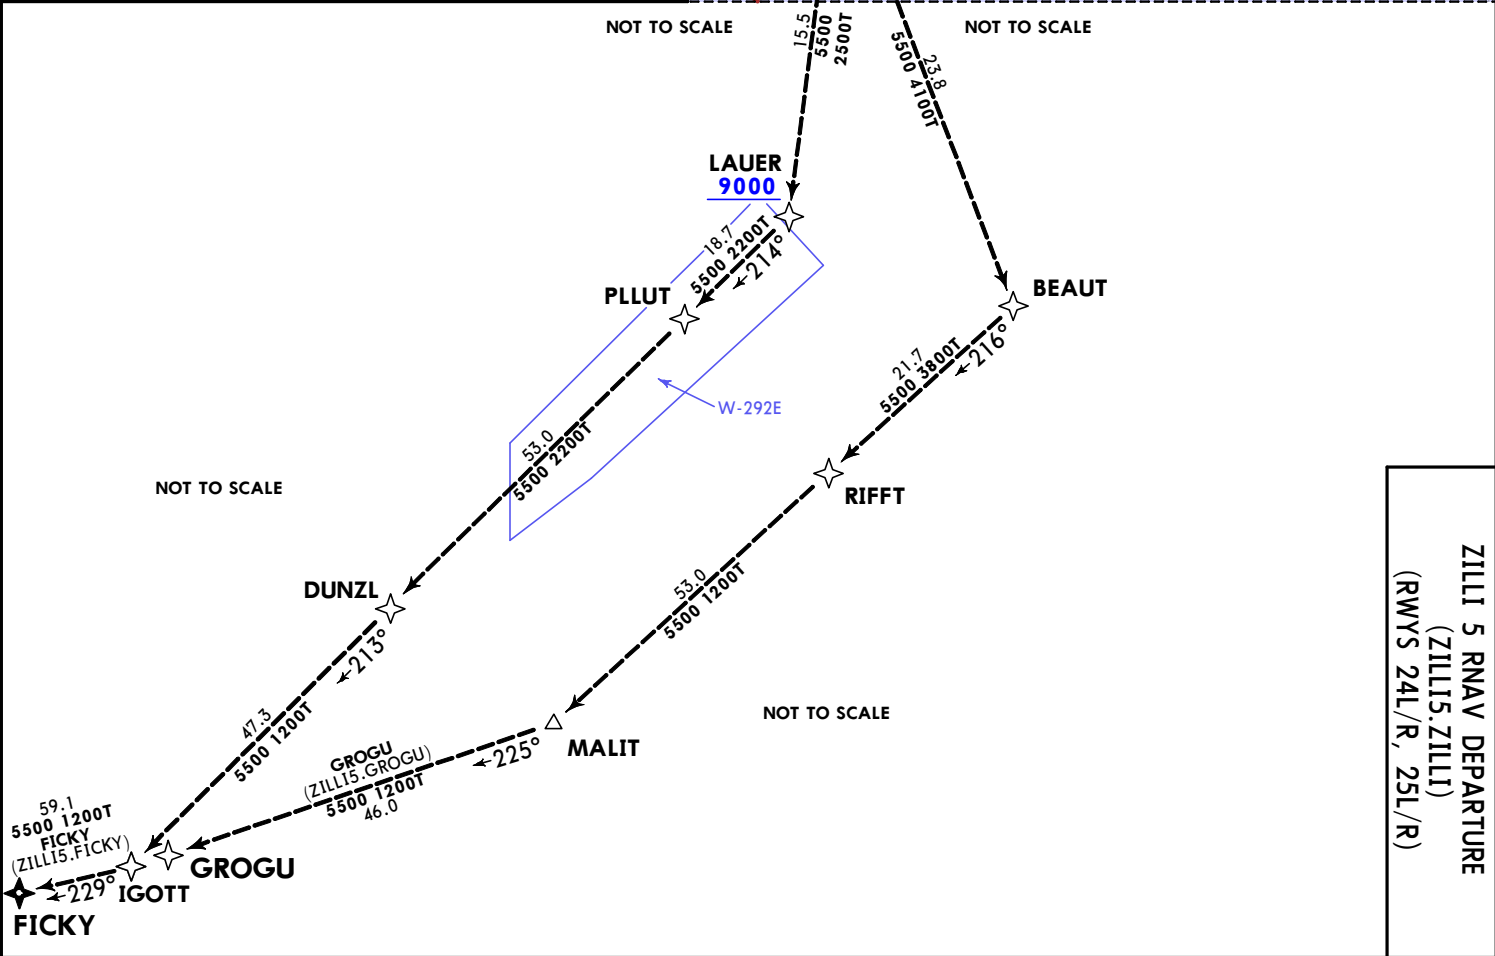 NOT TO SCALE
15.5
5500
2500T
23.8
5500 4100T
NOT TO SCALE
LAUER
9000
18.7
5500 2200T
←214°
PLLUT
BEAUT
21.7
5500 3800T
←216°
W-292E
53.0
5500 2200T
NOT TO SCALE
RIFFT
DUNZL
←213°
53.0
5500 1200T
47.3
5500 1200T
NOT TO SCALE
MALIT
←225°
GROGU
(ZILLI5.GROGU)
5500 1200T
46.0
59.1
5500 1200T
FICKY
(ZILLI5.FICKY)
←229°
IGOTT
GROGU
FICKY
ZILLI 5 RNAV DEPARTURE
(ZILLI5.ZILLI)
(RWYS 24L/R, 25L/R)